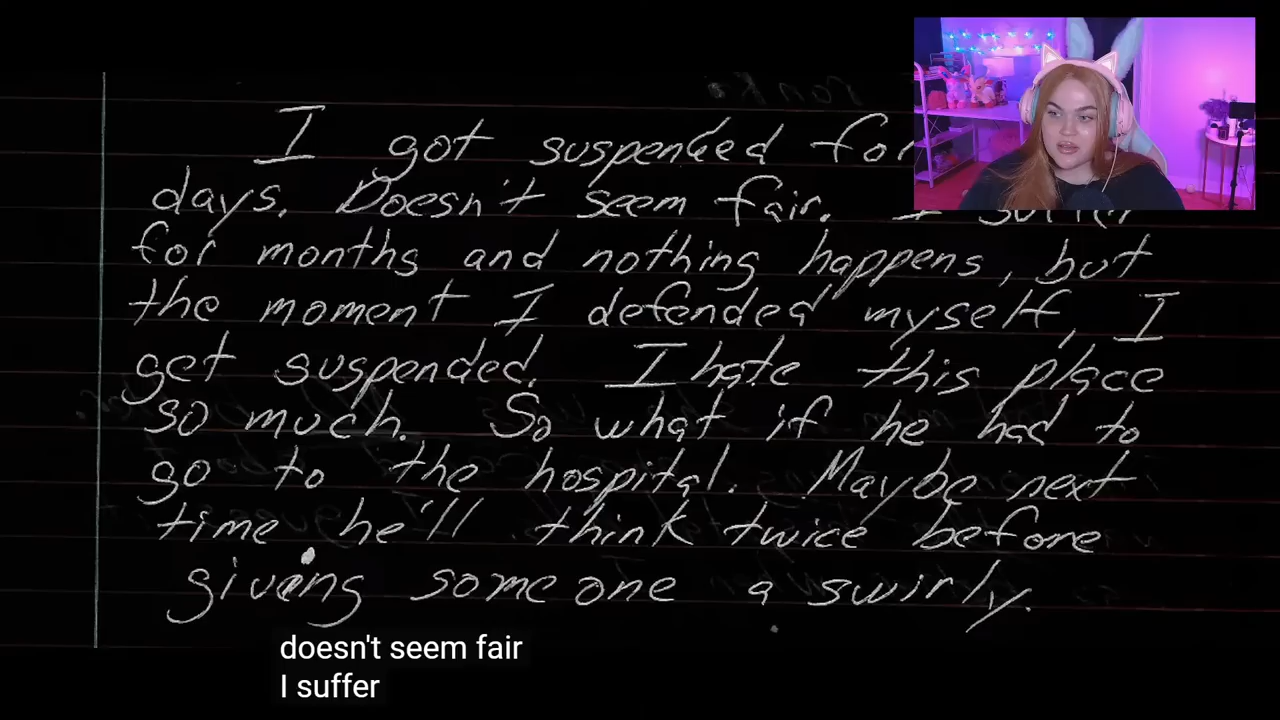 I got suspended for
days. Doesn't seem fair. I suffer
for months and nothing happens, but
the moment I defended myself, I
get suspended. I hate this place
so much. So what if he had to
go to the hospital. Maybe next
time he'll think twice before
giving someone a swirly.
doesn't seem fair
I suffer